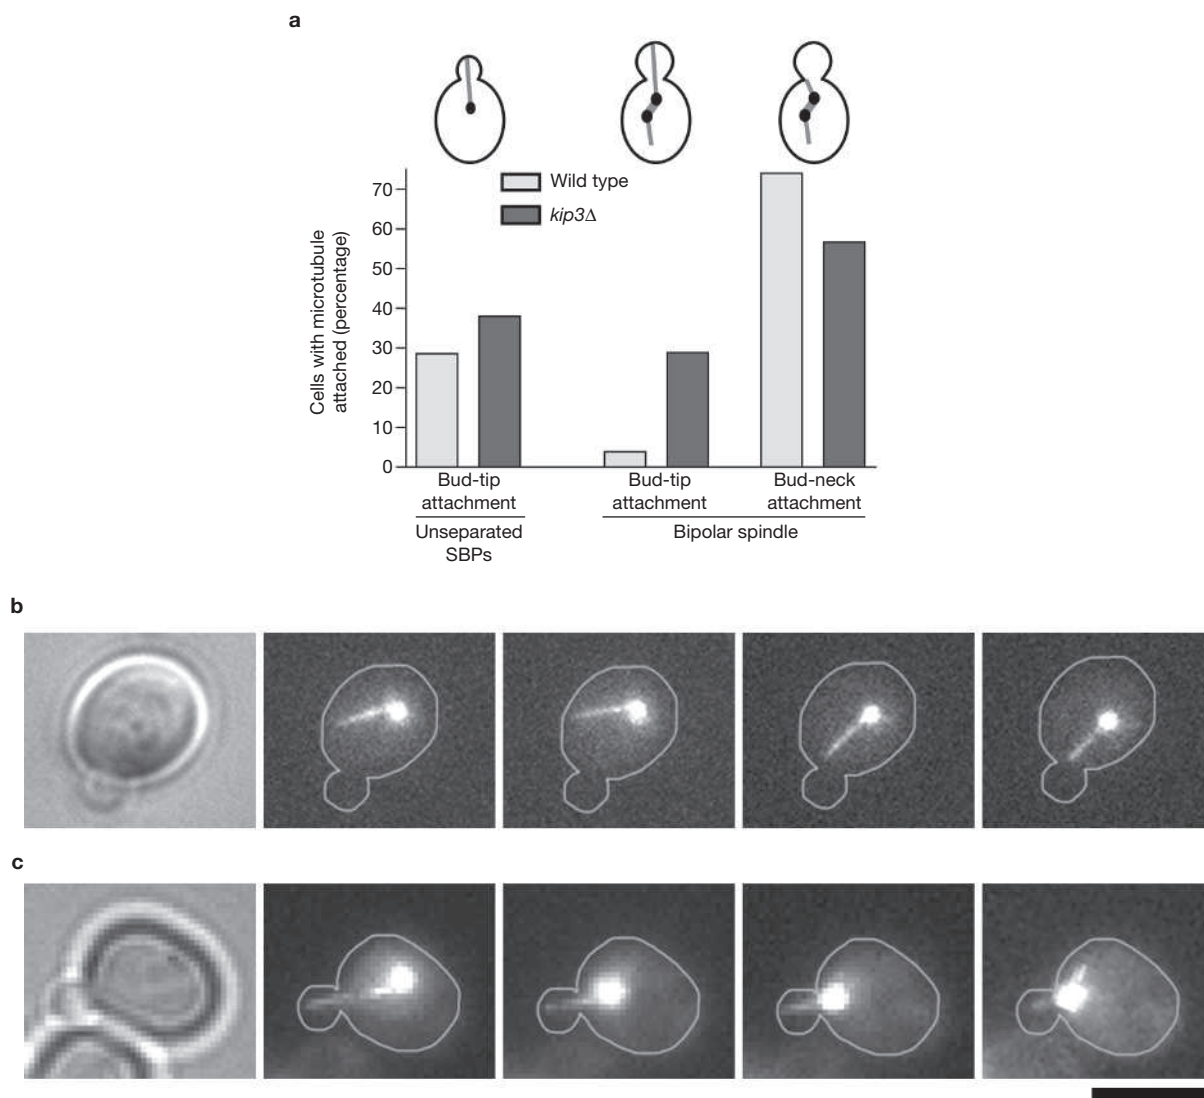 a
Wild type
kip3Δ
Cells with microtubule
attached (percentage)
70
60
50
40
30
20
10
0
Bud-tip
attachment
Bud-tip
attachment
Bud-neck
attachment
Unseparated
SBPs
Bipolar spindle
b
c